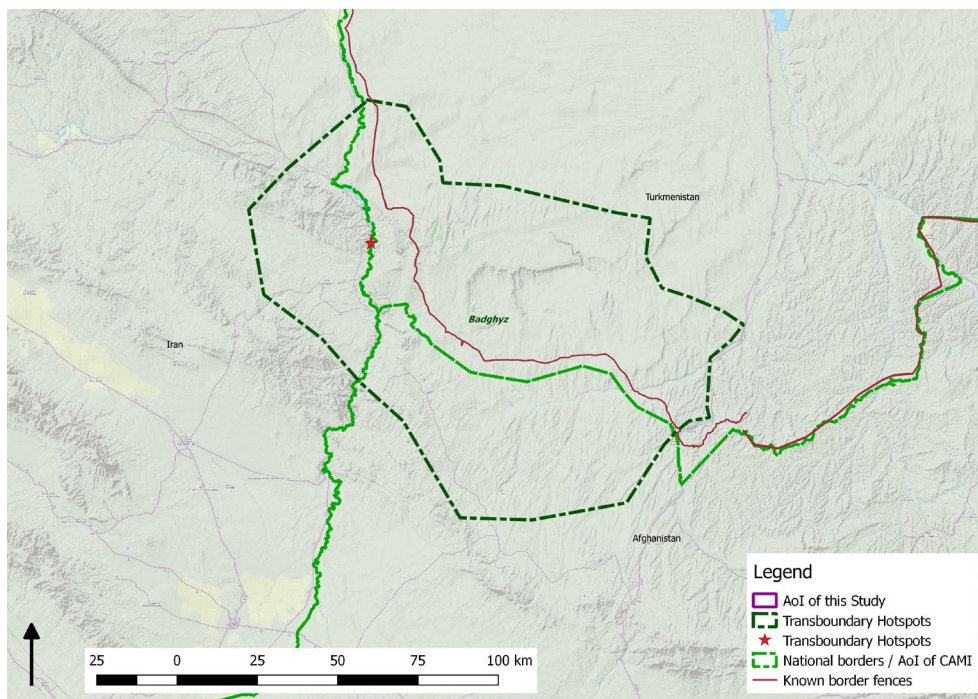 Turkmenistan
Badghyz
Iran
Afghanistan
Legend
AoI of this Study
Transboundary Hotspots
Transboundary Hotspots
National borders / AoI of CAMI
Known border fences
25 0 25 50 75 100 km